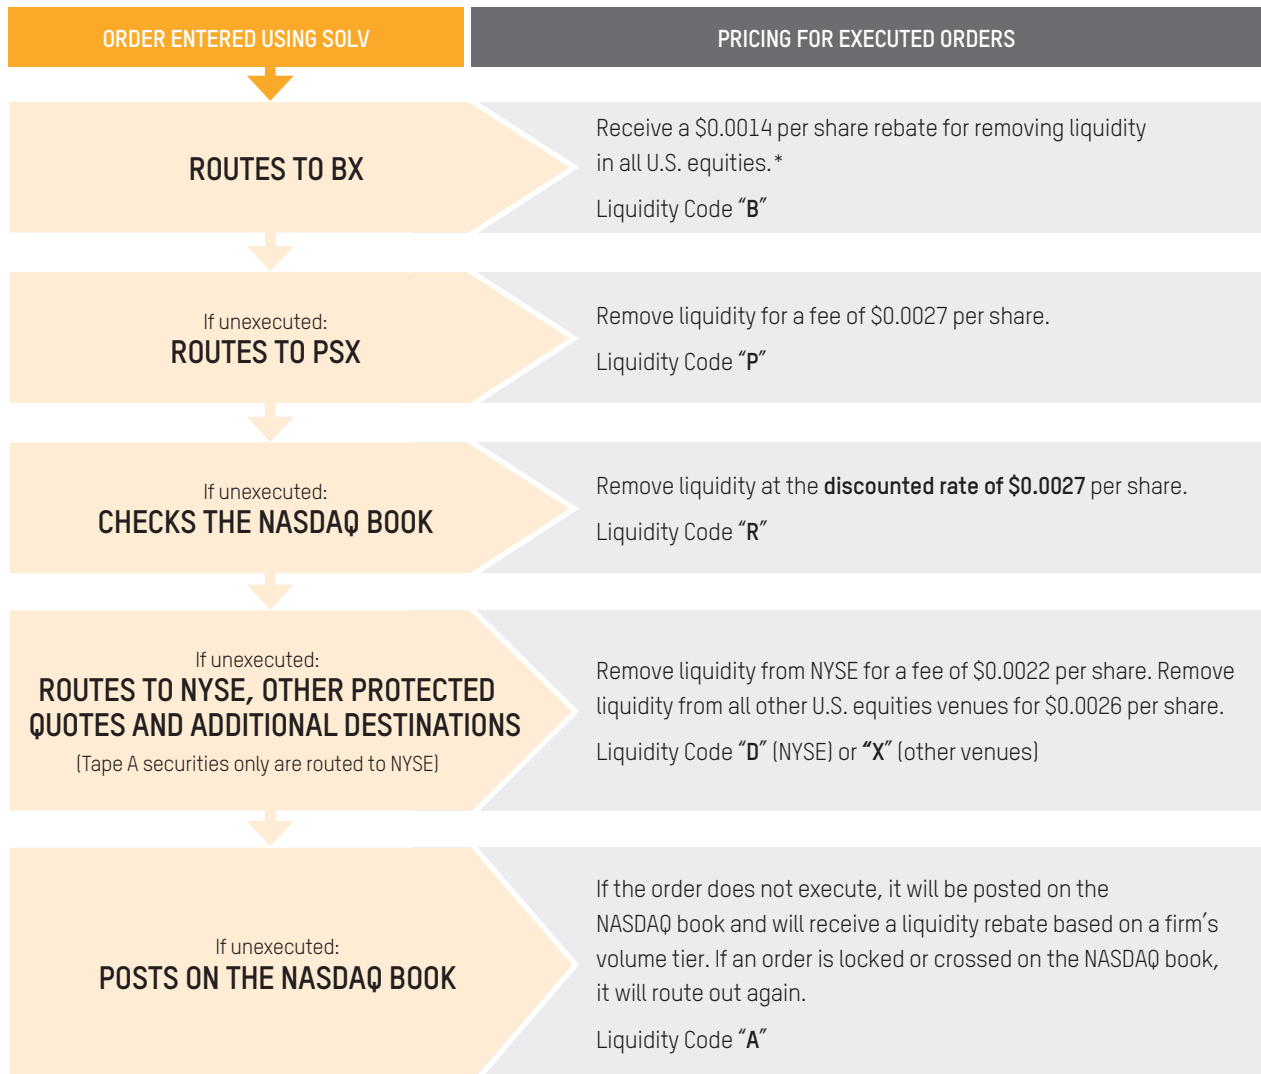 ORDER ENTERED USING SOLV
PRICING FOR EXECUTED ORDERS
ROUTES TO BX
Receive a $0.0014 per share rebate for removing liquidity
in all U.S. equities.*
Liquidity Code “B”
If unexecuted:
ROUTES TO PSX
Remove liquidity for a fee of $0.0027 per share.
Liquidity Code “P”
If unexecuted:
CHECKS THE NASDAQ BOOK
Remove liquidity at the discounted rate of $0.0027 per share.
Liquidity Code “R”
If unexecuted:
ROUTES TO NYSE, OTHER PROTECTED
QUOTES AND ADDITIONAL DESTINATIONS
(Tape A securities only are routed to NYSE)
Remove liquidity from NYSE for a fee of $0.0022 per share. Remove
liquidity from all other U.S. equities venues for $0.0026 per share.
Liquidity Code “D” (NYSE) or “X” (other venues)
If unexecuted:
POSTS ON THE NASDAQ BOOK
If the order does not execute, it will be posted on the
NASDAQ book and will receive a liquidity rebate based on a firm’s
volume tier. If an order is locked or crossed on the NASDAQ book,
it will route out again.
Liquidity Code “A”